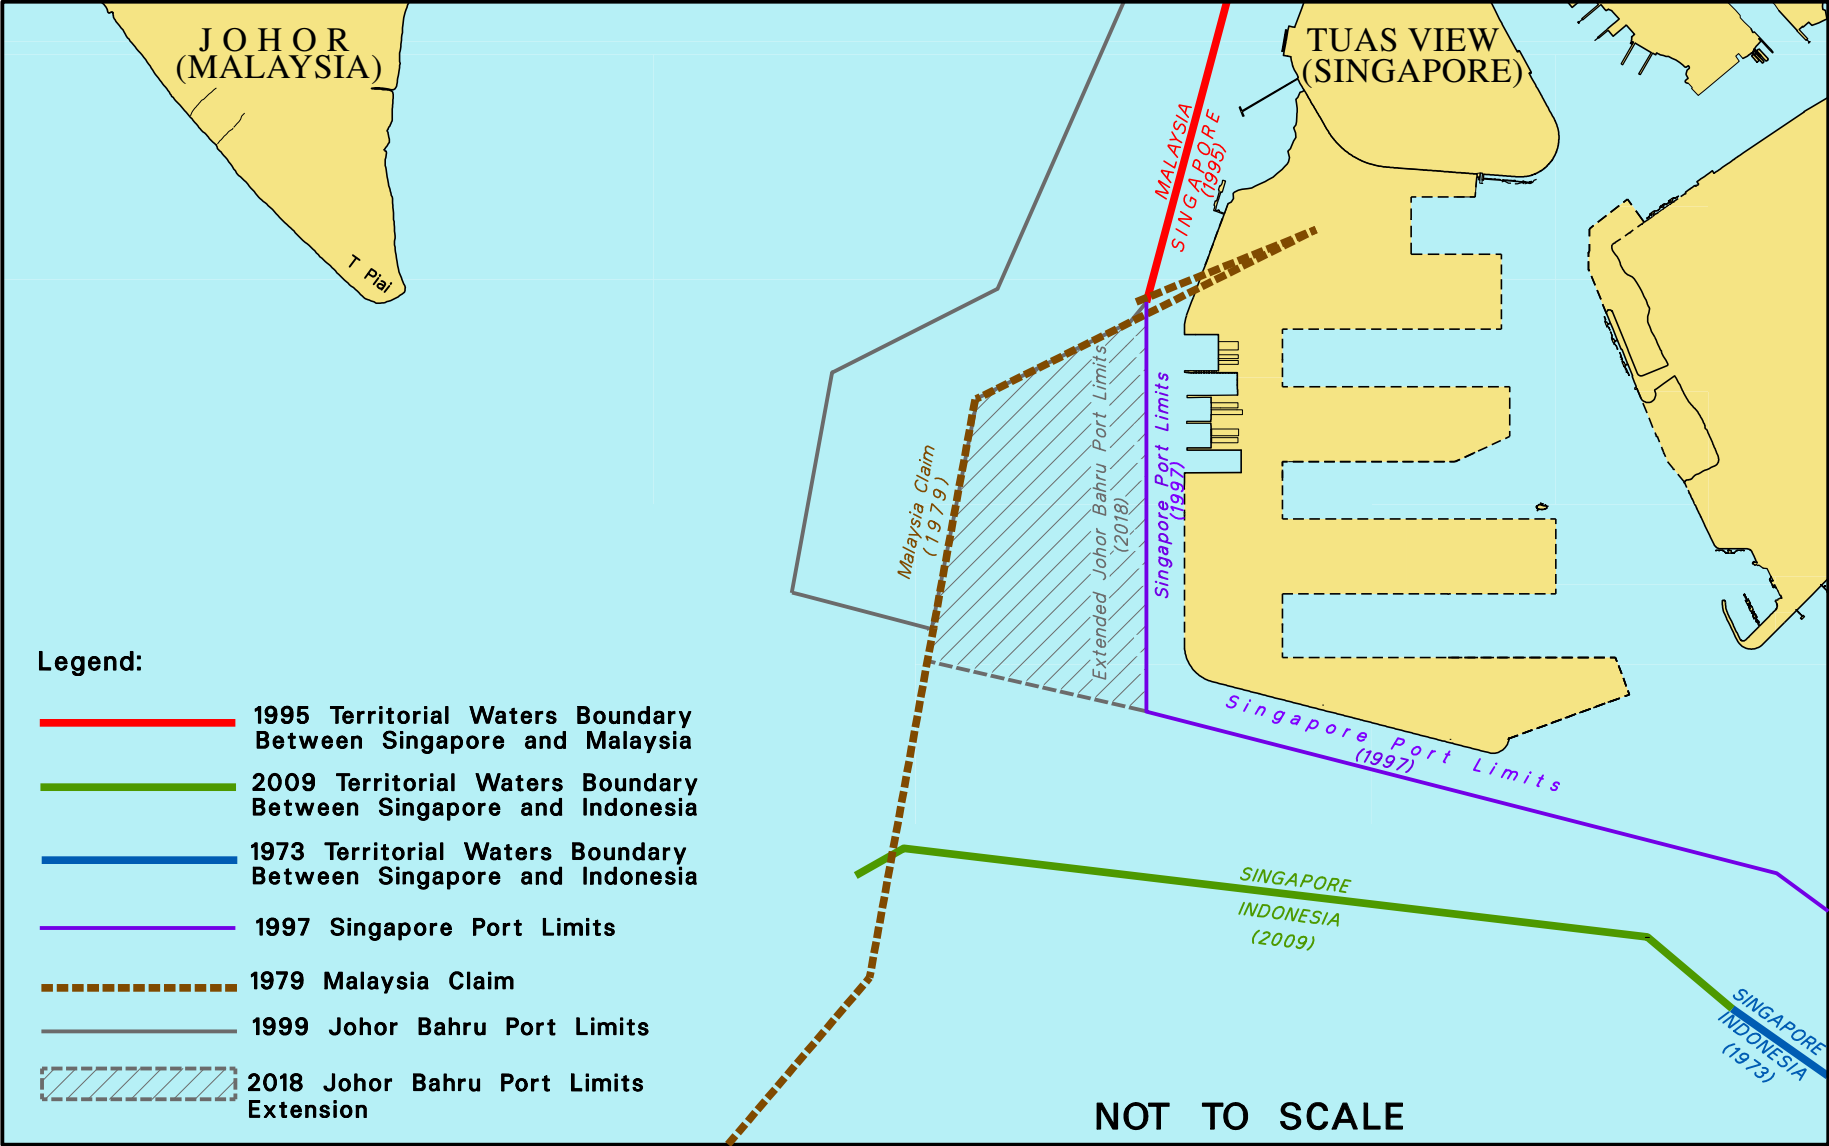 J O H O R
(MALAYSIA)
TUAS VIEW
(SINGAPORE)
MALAYSIA
SINGAPORE
(1995)
T Piai
Malaysia Claim
(1979)
Extended Johor Bahru Port Limits
(2018)
Singapore Port Limits
(1997)
Singapore Port Limits
(1997)
Legend:
1995 Territorial Waters Boundary
Between Singapore and Malaysia
2009 Territorial Waters Boundary
Between Singapore and Indonesia
1973 Territorial Waters Boundary
Between Singapore and Indonesia
1997 Singapore Port Limits
1979 Malaysia Claim
1999 Johor Bahru Port Limits
2018 Johor Bahru Port Limits
Extension
SINGAPORE
INDONESIA
(2009)
SINGAPORE
INDONESIA
(1973)
NOT TO SCALE